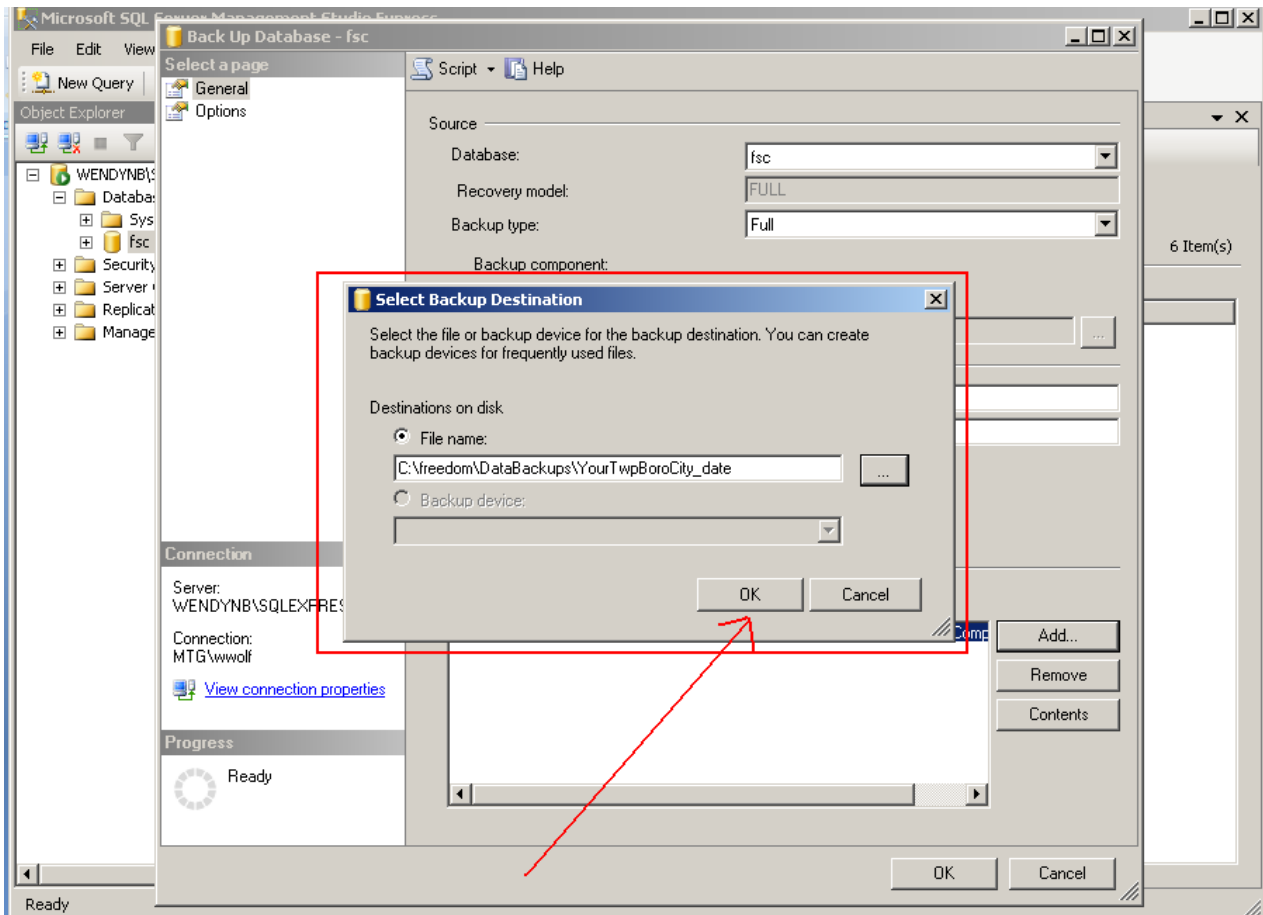 Microsoft SQL Server Management Studio Express
File Edit View
New Query
Object Explorer
WENDYNB\S
Databa
Sys
fsc
Security
Server
Replicat
Manage
6 Item(s)
Ready
Back Up Database - fsc
Select a page
General
Options
Script Help
Source
Database: fsc
Recovery model: FULL
Backup type: Full
Backup component:
...
Select Backup Destination
Select the file or backup device for the backup destination. You can create
backup devices for frequently used files.
Destinations on disk
File name:
C:\freedom\DataBackups\YourTwpBoroCity_date
...
Backup device:
OK Cancel
Connection
Server:
WENDYNB\SQLEXPRES
Connection:
MTG\wwolf
View connection properties
Progress
Ready
Comp
Add...
Remove
Contents
OK Cancel